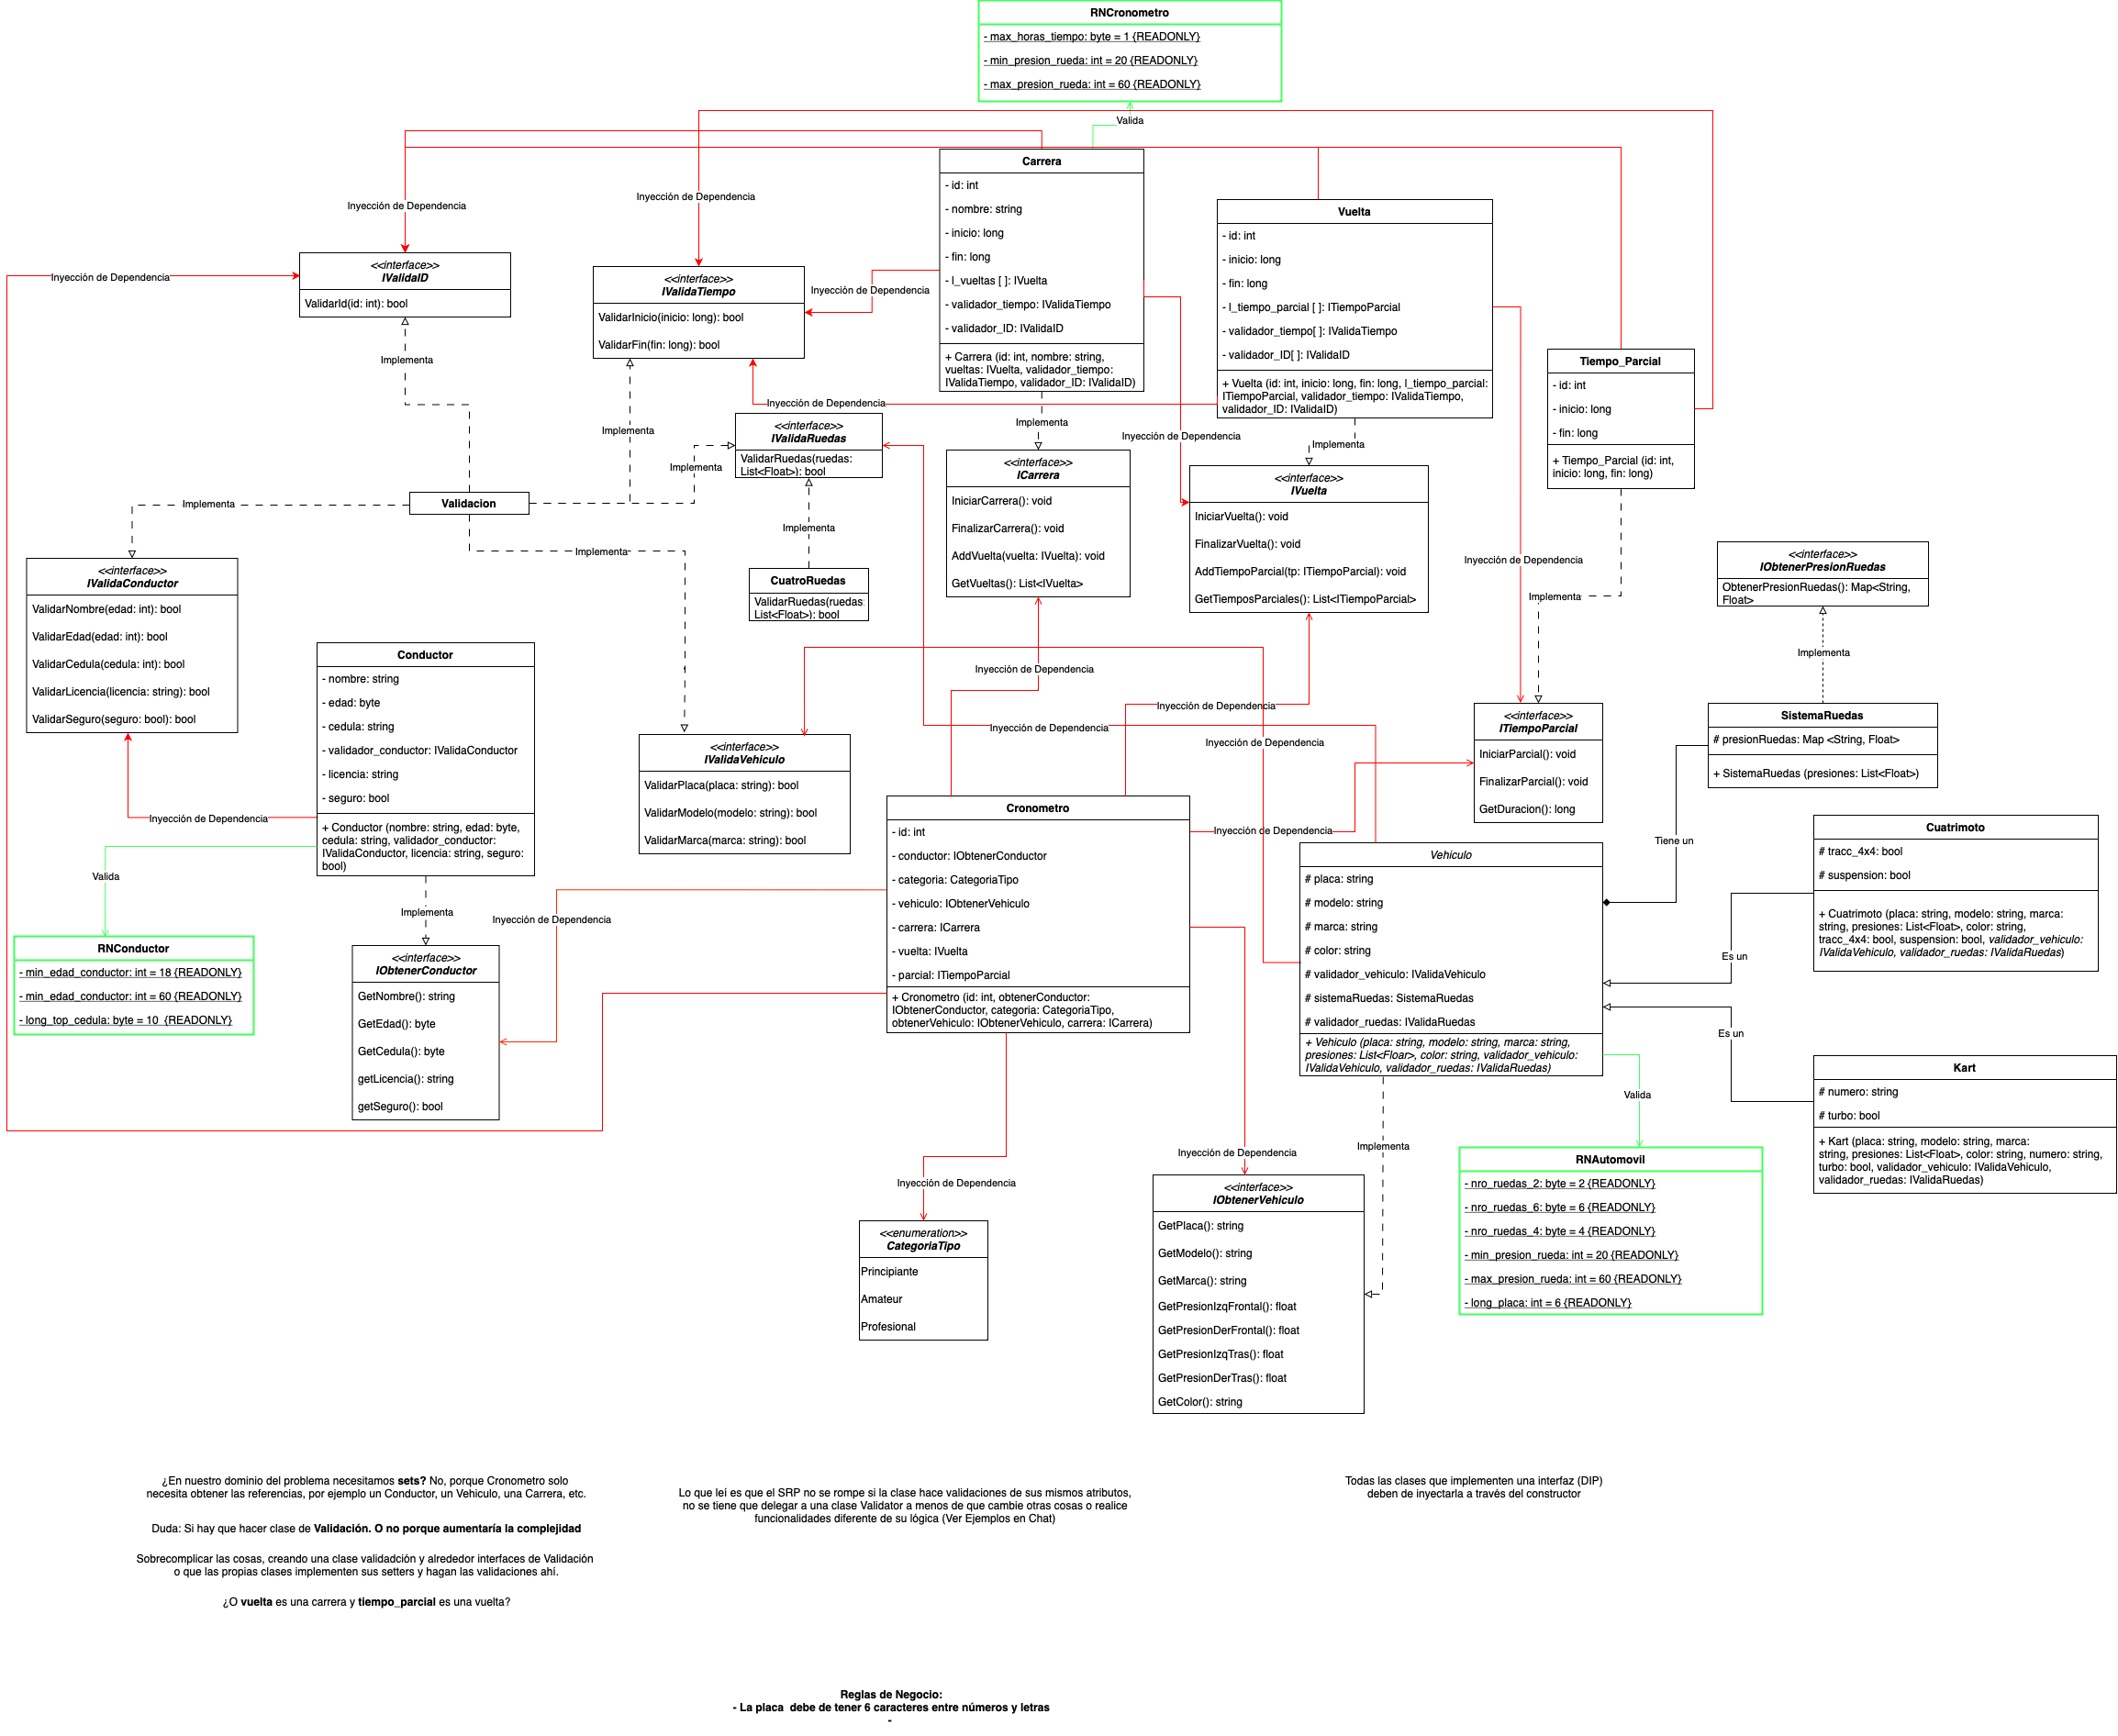 RNCronometro
- max_horas_tiempo: byte = 1 {READONLY}
- min_presion_rueda: int = 20 {READONLY}
- max_presion_rueda: int = 60 {READONLY}
Valida
Carrera
- id: int
- nombre: string
- inicio: long
- fin: long
- l_vueltas [ ]: IVuelta
- validador_tiempo: IValidaTiempo
- validador_ID: IValidaID
+ Carrera (id: int, nombre: string,
vueltas: IVuelta, validador_tiempo:
IValidaTiempo, validador_ID: IValidaID)
Vuelta
- id: int
- inicio: long
- fin: long
- l_tiempo_parcial [ ]: ITiempoParcial
- validador_tiempo[ ]: IValidaTiempo
- validador_ID[ ]: IValidaID
+ Vuelta (id: int, inicio: long, fin: long, l_tiempo_parcial:
ITiempoParcial, validador_tiempo: IValidaTiempo,
validador_ID: IValidaID)
Tiempo_Parcial
- id: int
- inicio: long
- fin: long
+ Tiempo_Parcial (id: int,
inicio: long, fin: long)
Inyección de Dependencia
Inyección de Dependencia
Inyección de Dependencia
Inyección de Dependencia
Inyección de Dependencia
Inyección de Dependencia
Inyección de Dependencia
<<interface>>
IValidaID
ValidarId(id: int): bool
<<interface>>
IValidaTiempo
ValidarInicio(inicio: long): bool
ValidarFin(fin: long): bool
<<interface>>
IValidaRuedas
ValidarRuedas(ruedas:
List<Float>): bool
Implementa
Implementa
Implementa
Implementa
Implementa
Implementa
Implementa
Implementa
Validacion
CuatroRuedas
ValidarRuedas(ruedas:
List<Float>): bool
<<interface>>
ICarrera
IniciarCarrera(): void
FinalizarCarrera(): void
AddVuelta(vuelta: IVuelta): void
GetVueltas(): List<IVuelta>
<<interface>>
IVuelta
IniciarVuelta(): void
FinalizarVuelta(): void
AddTiempoParcial(tp: ITiempoParcial): void
GetTiemposParciales(): List<ITiempoParcial>
<<interface>>
IObtenerPresionRuedas
ObtenerPresionRuedas(): Map<String,
Float>
Implementa
Implementa
<<interface>>
IValidaConductor
ValidarNombre(edad: int): bool
ValidarEdad(edad: int): bool
ValidarCedula(cedula: int): bool
ValidarLicencia(licencia: string): bool
ValidarSeguro(seguro: bool): bool
Conductor
- nombre: string
- edad: byte
- cedula: string
- validador_conductor: IValidaConductor
- licencia: string
- seguro: bool
+ Conductor (nombre: string, edad: byte,
cedula: string, validador_conductor:
IValidaConductor, licencia: string, seguro:
bool)
Inyección de Dependencia
Inyección de Dependencia
Inyección de Dependencia
Inyección de Dependencia
Inyección de Dependencia
<<interface>>
IValidaVehiculo
ValidarPlaca(placa: string): bool
ValidarModelo(modelo: string): bool
ValidarMarca(marca: string): bool
<<interface>>
ITiempoParcial
IniciarParcial(): void
FinalizarParcial(): void
GetDuracion(): long
SistemaRuedas
# presionRuedas: Map <String, Float>
+ SistemaRuedas (presiones: List<Float>)
Cronometro
- id: int
- conductor: IObtenerConductor
- categoria: CategoriaTipo
- vehiculo: IObtenerVehiculo
- carrera: ICarrera
- vuelta: IVuelta
- parcial: ITiempoParcial
+ Cronometro (id: int, obtenerConductor:
IObtenerConductor, categoria: CategoriaTipo,
obtenerVehiculo: IObtenerVehiculo, carrera: ICarrera)
Inyección de Dependencia
Vehiculo
# placa: string
# modelo: string
# marca: string
# color: string
# validador_vehiculo: IValidaVehiculo
# sistemaRuedas: SistemaRuedas
# validador_ruedas: IValidaRuedas
+ Vehiculo (placa: string, modelo: string, marca: string,
presiones: List<Floar>, color: string, validador_vehiculo:
IValidaVehiculo, validador_ruedas: IValidaRuedas)
Tiene un
Cuatrimoto
# tracc_4x4: bool
# suspension: bool
+ Cuatrimoto (placa: string, modelo: string, marca:
string, presiones: List<Float>, color: string,
tracc_4x4: bool, suspension: bool, validador_vehiculo:
IValidaVehiculo, validador_ruedas: IValidaRuedas)
Es un
Es un
Kart
# numero: string
# turbo: bool
+ Kart (placa: string, modelo: string, marca:
string, presiones: List<Float>, color: string, numero: string,
turbo: bool, validador_vehiculo: IValidaVehiculo,
validador_ruedas: IValidaRuedas)
Valida
Implementa
RNConductor
- min_edad_conductor: int = 18 {READONLY}
- min_edad_conductor: int = 60 {READONLY}
- long_top_cedula: byte = 10 {READONLY}
<<interface>>
IObtenerConductor
GetNombre(): string
GetEdad(): byte
GetCedula(): byte
getLicencia(): string
getSeguro(): bool
Inyección de Dependencia
Inyección de Dependencia
Inyección de Dependencia
<<enumeration>>
CategoriaTipo
Principiante
Amateur
Profesional
<<interface>>
IObtenerVehiculo
GetPlaca(): string
GetModelo(): string
GetMarca(): string
GetPresionIzqFrontal(): float
GetPresionDerFrontal(): float
GetPresionIzqTras(): float
GetPresionDerTras(): float
GetColor(): string
Implementa
Valida
RNAutomovil
- nro_ruedas_2: byte = 2 {READONLY}
- nro_ruedas_6: byte = 6 {READONLY}
- nro_ruedas_4: byte = 4 {READONLY}
- min_presion_rueda: int = 20 {READONLY}
- max_presion_rueda: int = 60 {READONLY}
- long_placa: int = 6 {READONLY}
¿En nuestro dominio del problema necesitamos sets? No, porque Cronometro solo
necesita obtener las referencias, por ejemplo un Conductor, un Vehiculo, una Carrera, etc.
Duda: Si hay que hacer clase de Validación. O no porque aumentaría la complejidad
Sobrecomplicar las cosas, creando una clase validadción y alrededor interfaces de Validación
o que las propias clases implementen sus setters y hagan las validaciones ahí.
¿O vuelta es una carrera y tiempo_parcial es una vuelta?
Lo que leí es que el SRP no se rompe si la clase hace validaciones de sus mismos atributos,
no se tiene que delegar a una clase Validator a menos de que cambie otras cosas o realice
funcionalidades diferente de su lógica (Ver Ejemplos en Chat)
Todas las clases que implementen una interfaz (DIP)
deben de inyectarla a través del constructor
Reglas de Negocio:
- La placa debe de tener 6 caracteres entre números y letras
-